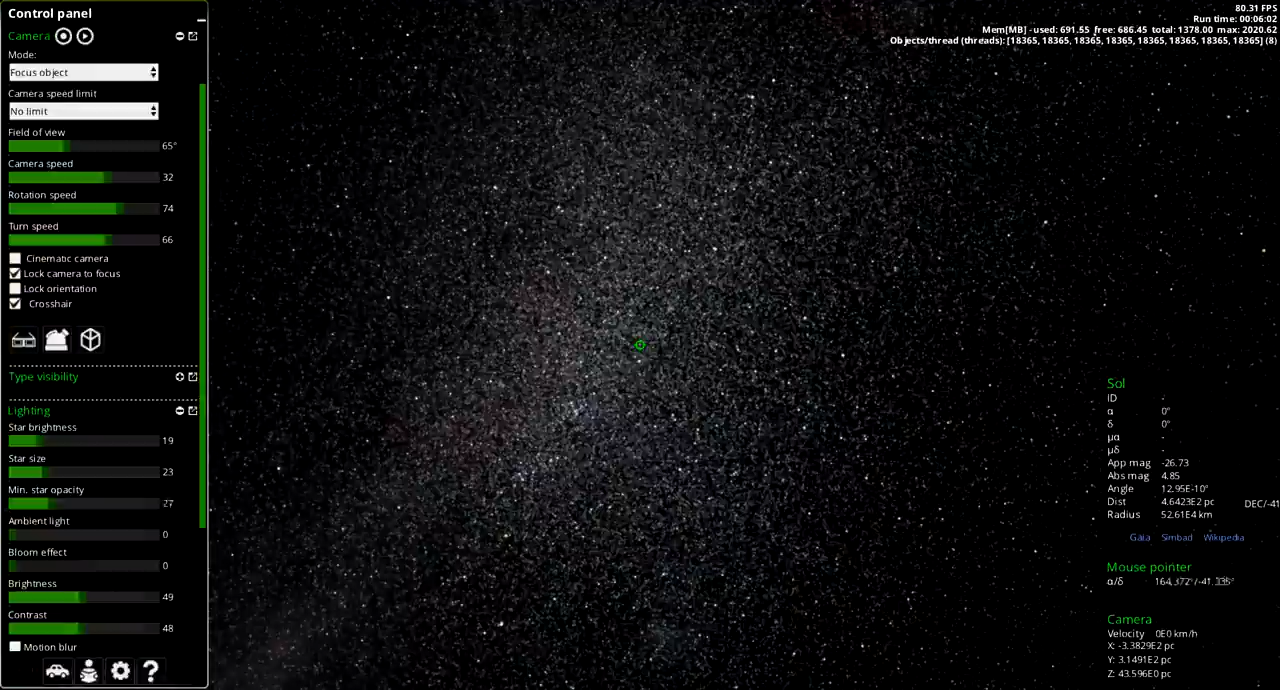 Control panel
Camera
Mode:
Focus object
Camera speed limit
No limit
Field of view
65°
Camera speed
32
Rotation speed
74
Turn speed
66
Cinematic camera
Lock camera to focus
Lock orientation
Crosshair
Type visibility
Lighting
Star brightness
19
Star size
23
Min. star opacity
27
Ambient light
0
Bloom effect
0
Brightness
49
Contrast
48
Motion blur
80.31 FPS
Run time: 00:06:02
Mem[MB] - used: 691.55 free: 686.45 total: 1378.00 max: 2020.62
Objects/thread (threads): [18365, 18365, 18365, 18365, 18365, 18365, 18365, 18365] (8)
Sol
ID -
α 0°
δ 0°
μα -
μδ -
App mag -26.73
Abs mag 4.85
Angle 12.95E-10°
Dist 4.6423E2 pc
Radius 52.61E4 km
DEC/-41
Gaia Simbad Wikipedia
Mouse pointer
α/δ
Camera
Velocity 0E0 km/h
X: -3.3829E2 pc
Y: 3.1491E2 pc
Z: 43.596E0 pc